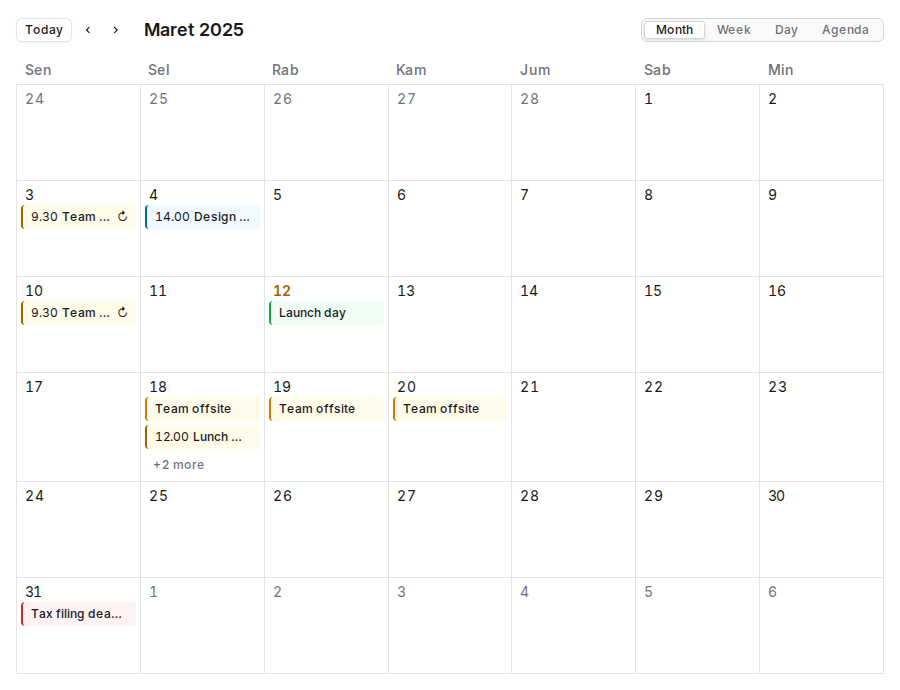 Today ‹ › Maret 2025 Month Week Day Agenda
Sen Sel Rab Kam Jum Sab Min
24 25 26 27 28 1 2
3 4 5 6 7 8 9
9.30 Team ... 14.00 Design ...
10 11 12 13 14 15 16
9.30 Team ... Launch day
17 18 19 20 21 22 23
Team offsite Team offsite Team offsite
12.00 Lunch ...
+2 more
24 25 26 27 28 29 30
31 1 2 3 4 5 6
Tax filing dea...